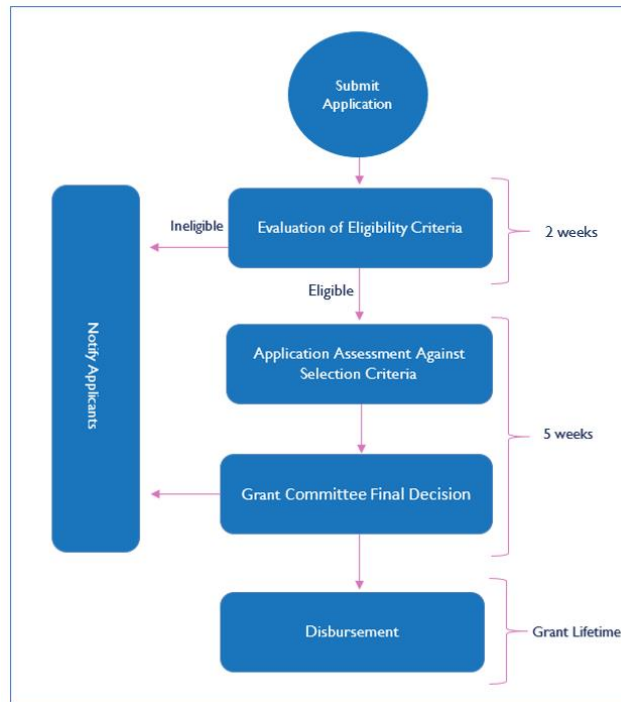 Submit
Application
Evaluation of Eligibility Criteria
2 weeks
Ineligible
Eligible
Notify Applicants
Application Assessment Against
Selection Criteria
5 weeks
Grant Committee Final Decision
Disbursement
Grant Lifetime